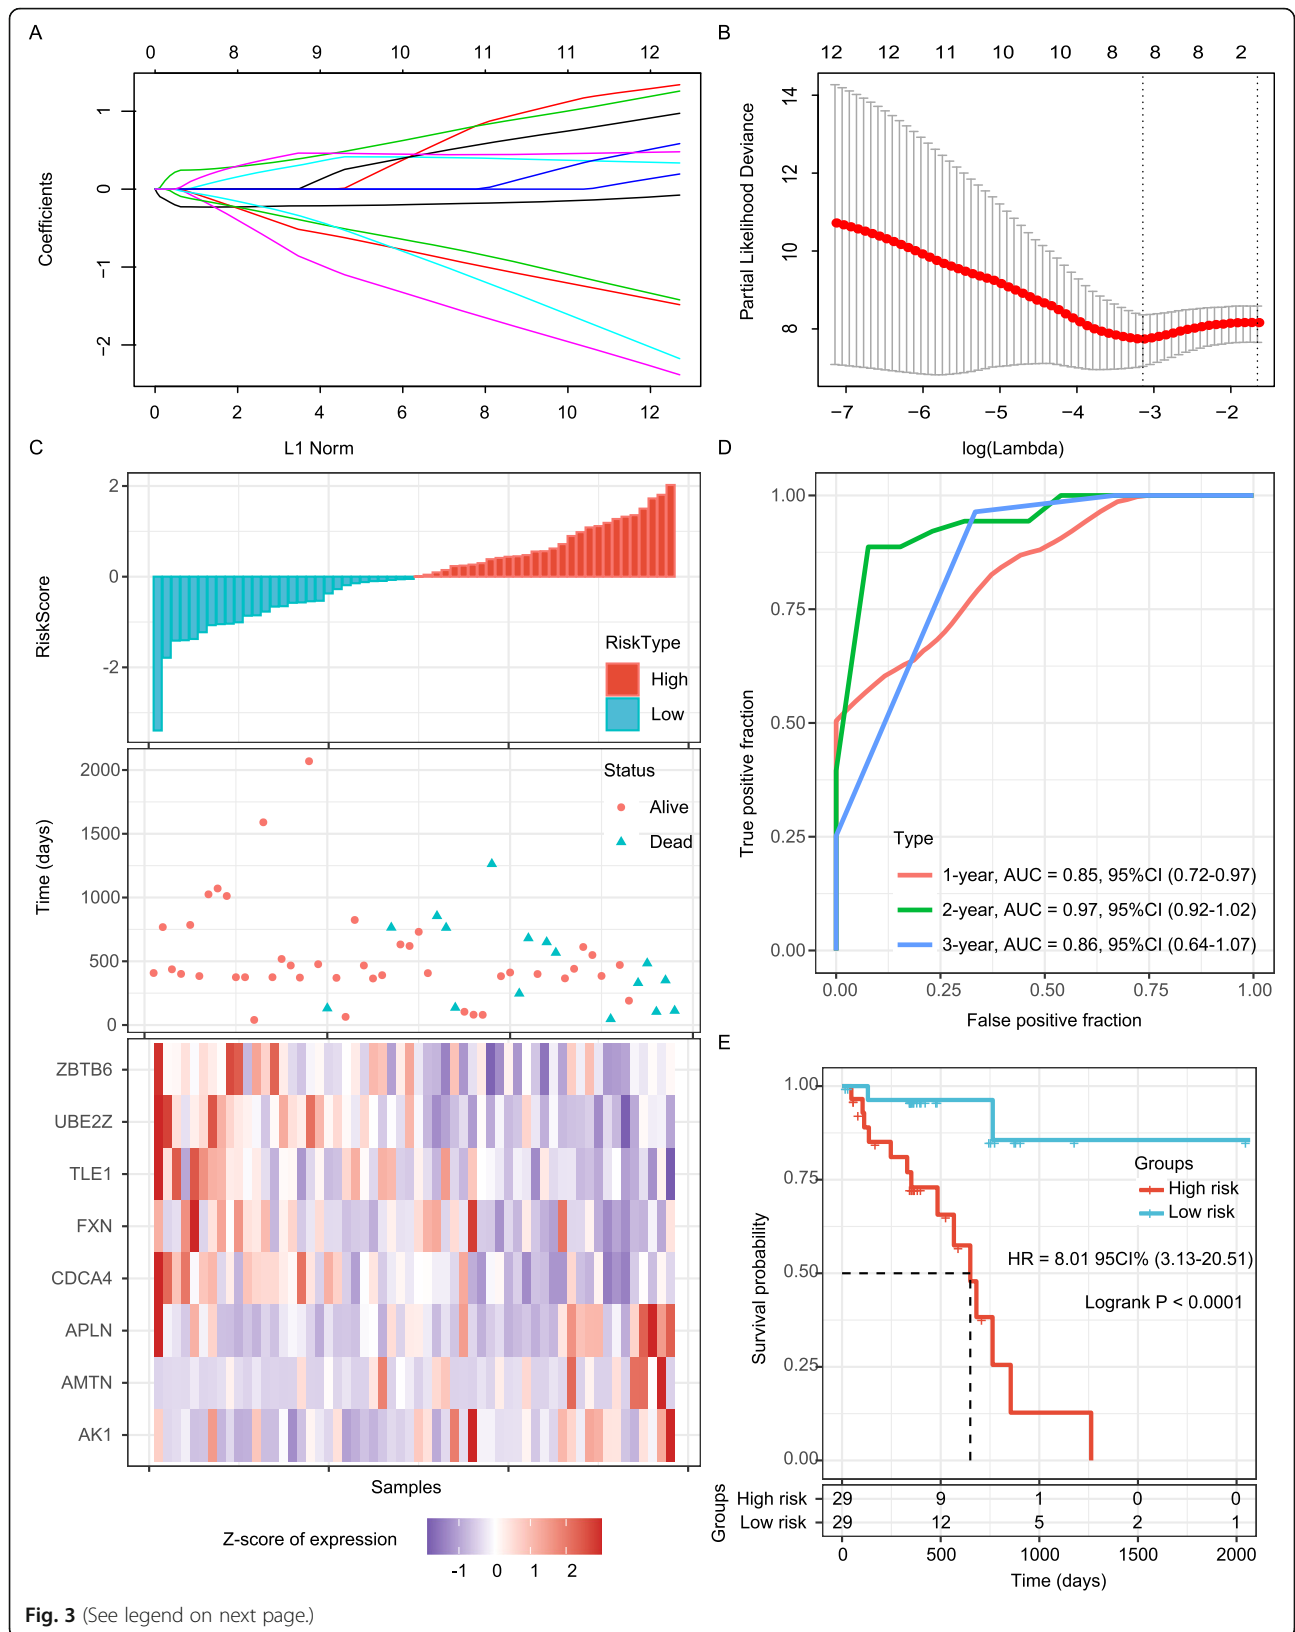 A
0 8 9 10 11 11 12
1
0
−1
−2
Coefficients
0 2 4 6 8 10 12
L1 Norm
B
12 12 11 10 10 8 8 8 2
14
12
10
8
Partial Likelihood Deviance
−7 −6 −5 −4 −3 −2
log(Lambda)
C
2
0
-2
RiskScore
RiskType
High
Low
2000
1500
1000
500
0
Time (days)
Status
Alive
Dead
ZBTB6
UBE2Z
TLE1
FXN
CDCA4
APLN
AMTN
AK1
Samples
Z-score of expression
-1 0 1 2
D
1.00
0.75
0.50
0.25
0.00
True positive fraction
Type
1-year, AUC = 0.85, 95%CI (0.72-0.97)
2-year, AUC = 0.97, 95%CI (0.92-1.02)
3-year, AUC = 0.86, 95%CI (0.64-1.07)
0.00 0.25 0.50 0.75 1.00
False positive fraction
E
1.00
0.75
0.50
0.25
0.00
Survival probability
Groups
High risk
Low risk
HR = 8.01 95CI% (3.13-20.51)
Logrank P < 0.0001
Groups
High risk 29 9 1 0 0
Low risk 29 12 5 2 1
0 500 1000 1500 2000
Time (days)
Fig. 3 (See legend on next page.)